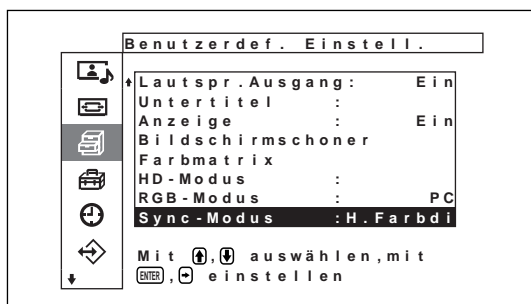 Benutzerdef. Einstell.
Lautspr.Ausgang: Ein
Untertitel :
Anzeige : Ein
Bildschirmschoner
Farbmatrix
HD-Modus :
RGB-Modus : PC
Sync-Modus :H.Farbdi
Mit ↑,↓ auswählen,mit
ENTER,→ einstellen